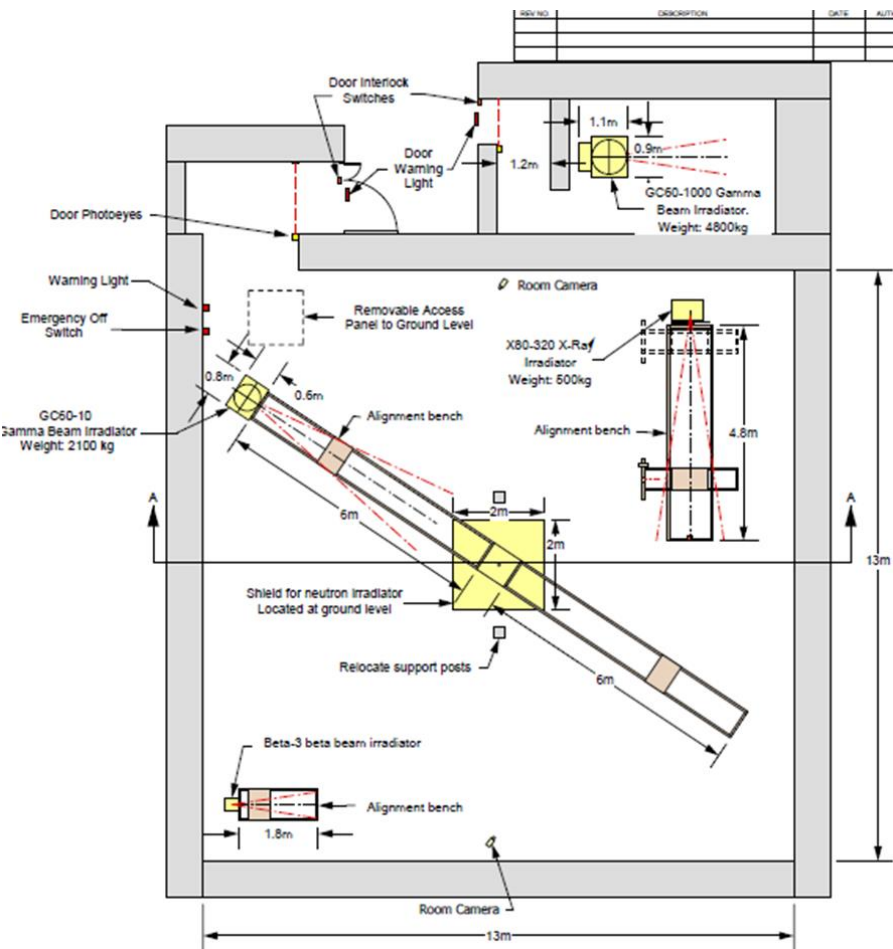 REV NO.
DESCRIPTION
DATE
Door Interlock
Switches
Door
Warning
Light
1.1m
0.9m
1.2m
GC60-1000 Gamma
Beam Irradiator.
Weight: 4800kg
Door Photoeyes
Warning Light
Emergency Off
Switch
Removable Access
Panel to Ground Level
Room Camera
X80-320 X-Ray
Irradiator
Weight: 500kg
0.8m
0.6m
GC60-10
Gamma Beam Irradiator
Weight: 2100 kg
Alignment bench
Alignment bench
4.8m
A
A
6m
2m
2m
13m
Shield for neutron irradiator
Located at ground level
Relocate support posts
6m
Beta-3 beta beam irradiator
Alignment bench
1.8m
Room Camera
13m